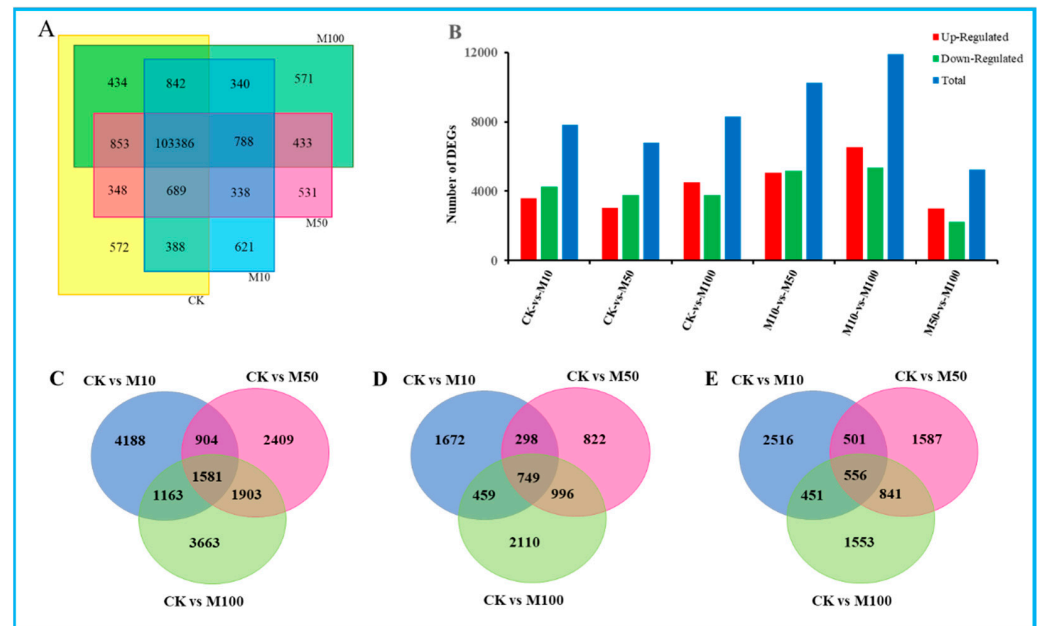 A
M100
434 842 340 571
853 103386 788 433
348 689 338 531
M50
572 388 621
M10
CK
B
Up-Regulated
Down-Regulated
Total
Number of DEGs
12000
8000
4000
0
CK-vs-M10
CK-vs-M50
CK-vs-M100
M10-vs-M50
M10-vs-M100
M50-vs-M100
C
CK vs M10
CK vs M50
4188 904 2409
1581
1163 1903
3663
CK vs M100
D
CK vs M10
CK vs M50
1672 298 822
749
459 996
2110
CK vs M100
E
CK vs M10
CK vs M50
2516 501 1587
556
451 841
1553
CK vs M100